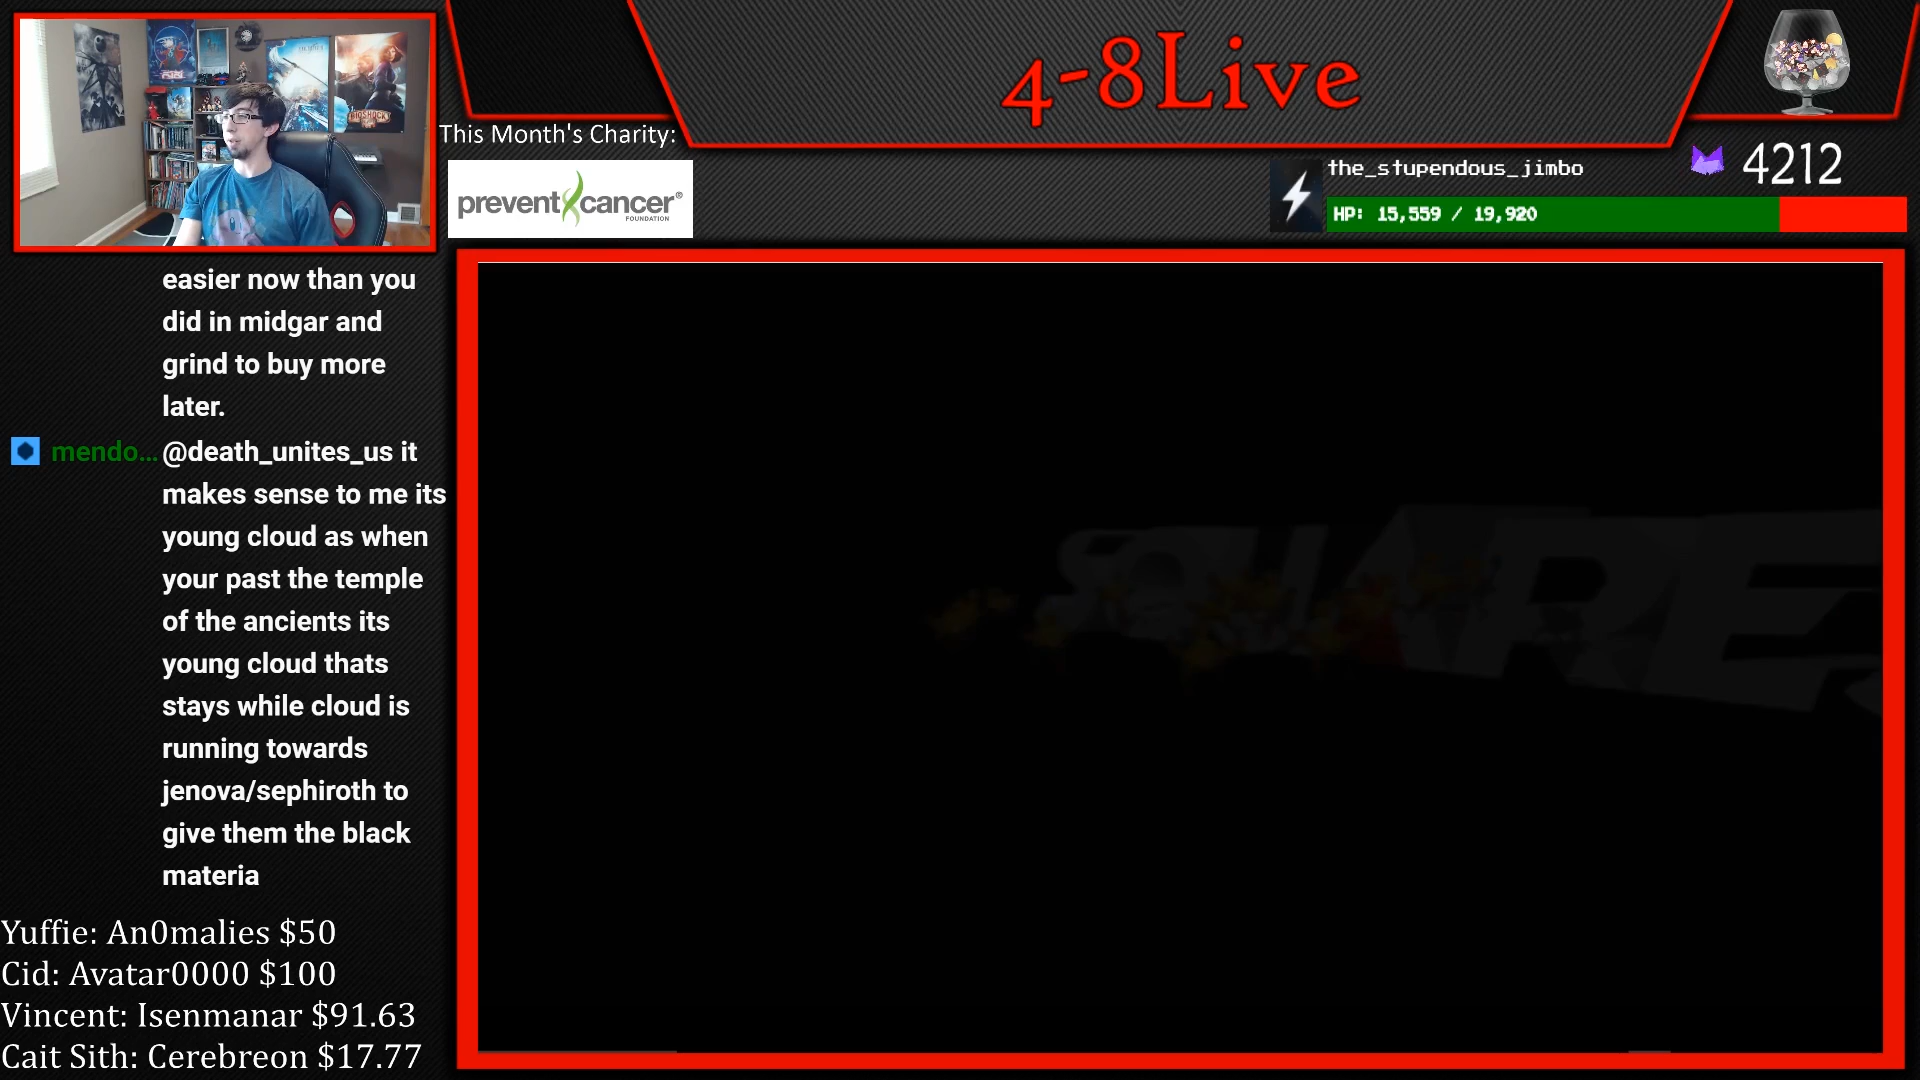 4-8Live
This Month's Charity:
prevent cancer®
FOUNDATION
BIOSHOCK
the_stupendous_jimbo
4212
HP: 15,559 / 19,920
easier now than you
did in midgar and
grind to buy more
later.
mendo... @death_unites_us it
makes sense to me its
young cloud as when
your past the temple
of the ancients its
young cloud thats
stays while cloud is
running towards
jenova/sephiroth to
give them the black
materia
SQUARE
Yuffie: An0malies $50
Cid: Avatar0000 $100
Vincent: Isenmanar $91.63
Cait Sith: Cerebreon $17.77